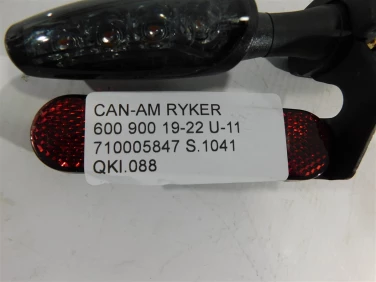 CAN-AM RYKER
600 900 19-22 U-11
710005847 S.1041
QKI.088